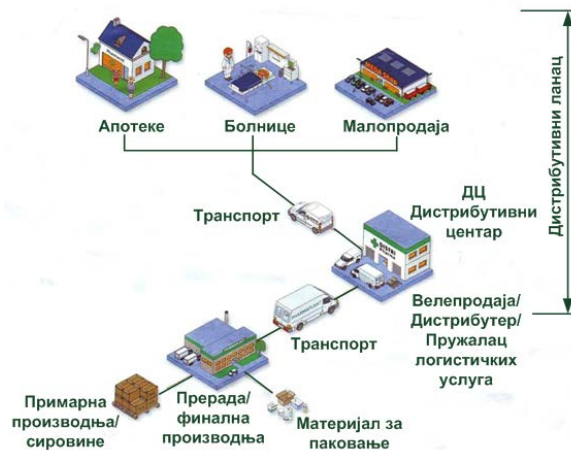 Апотеке
Болнице
Малопродаја
Дистрибутивни ланац
Транспорт
ДЦ
Дистрибутивни
центар
Велепродаја/
Дистрибутер/
Пружалац
логистичких
услуга
Транспорт
Примарна
производња/
сировине
Прерада/
финална
производња
Материјал за
паковање